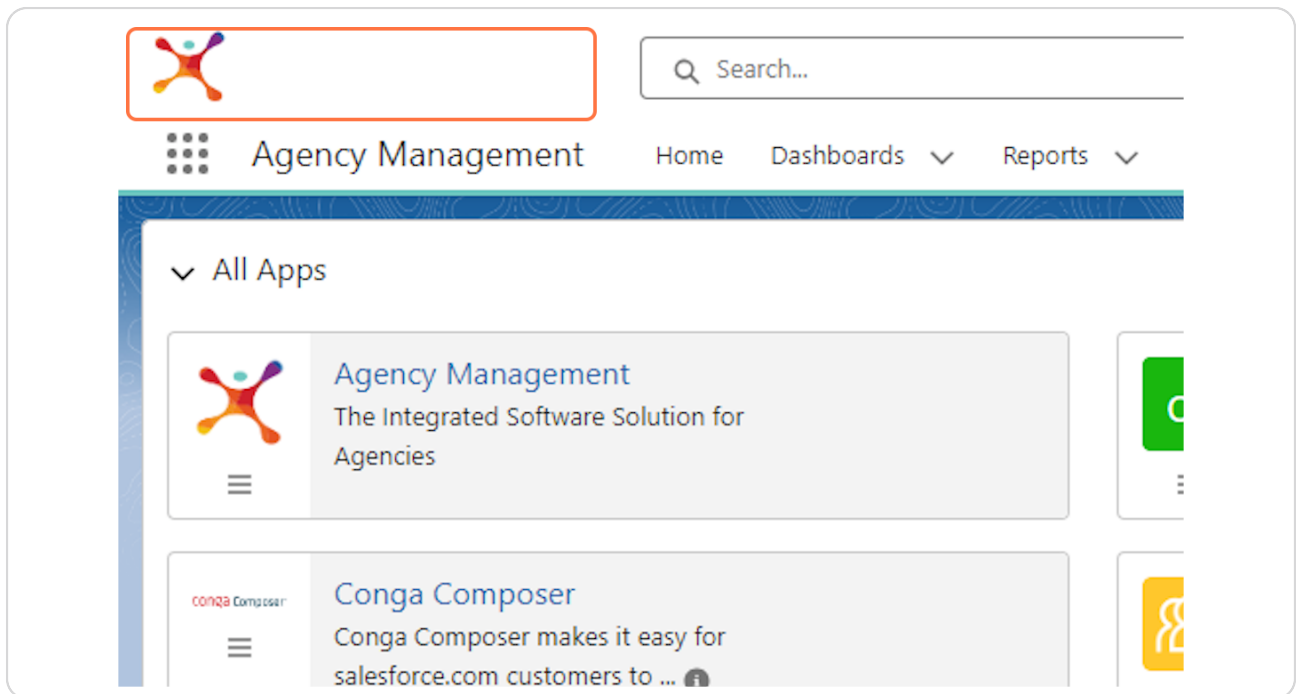 Search...
Agency Management
Home
Dashboards
Reports
All Apps
Agency Management
The Integrated Software Solution for
Agencies
conga Composer
Conga Composer
Conga Composer makes it easy for
salesforce.com customers to ...